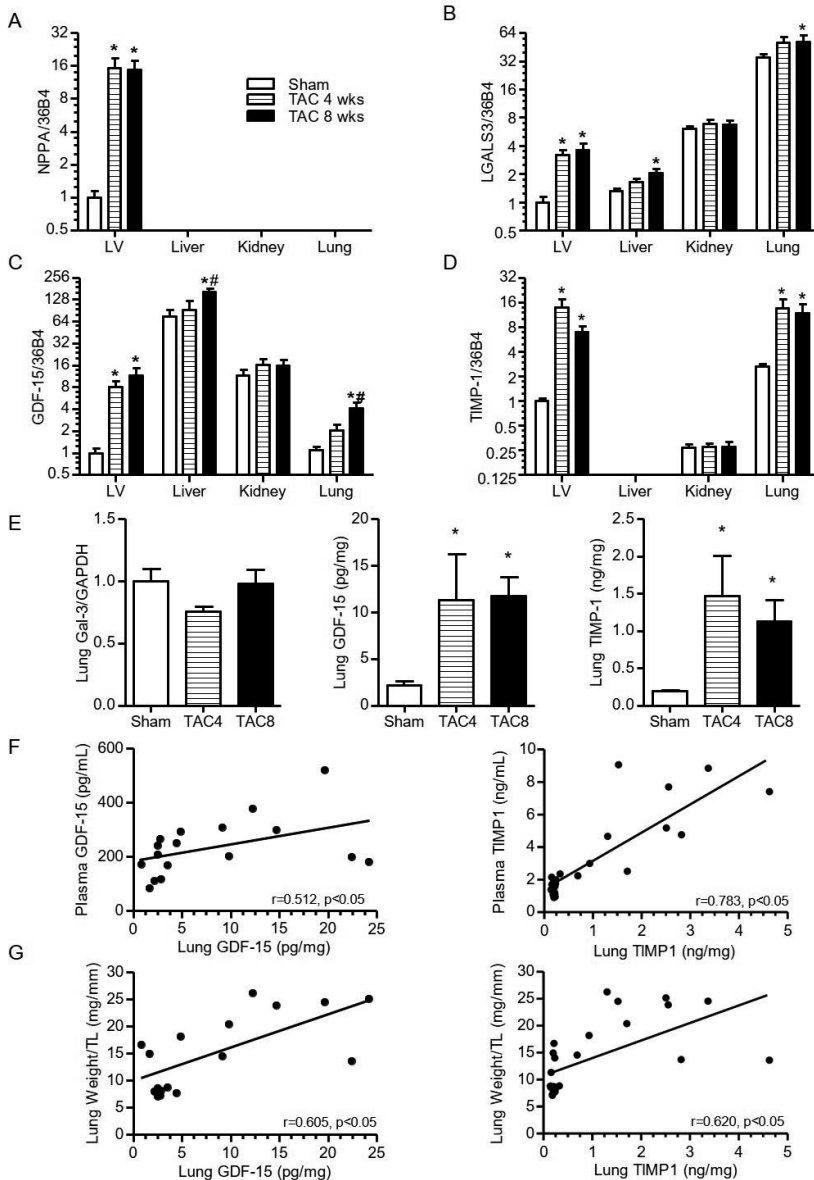 A
NPPA/36B4
32
16
8
4
2
1
0.5
* *
Sham
TAC 4 wks
TAC 8 wks
LV Liver Kidney Lung
B
LGALS3/36B4
64
32
16
8
4
2
1
0.5
* * * *
LV Liver Kidney Lung
C
GDF-15/36B4
256
128
64
32
16
8
4
2
1
0.5
* * *# *#
LV Liver Kidney Lung
D
TIMP-1/36B4
32
16
8
4
2
1
0.5
0.25
0.125
* * * *
LV Liver Kidney Lung
E
Lung Gal-3/GAPDH
1.5
1.0
0.5
0.0
Sham TAC4 TAC8
Lung GDF-15 (pg/mg)
20
15
10
5
0
* *
Sham TAC4 TAC8
Lung TIMP-1 (ng/mg)
2.5
2.0
1.5
1.0
0.5
0.0
* *
Sham TAC4 TAC8
F
Plasma GDF-15 (pg/mL)
600
400
200
0
r=0.512, p<0.05
0 5 10 15 20 25
Lung GDF-15 (pg/mg)
Plasma TIMP1 (ng/mL)
10
8
6
4
2
0
r=0.783, p<0.05
0 1 2 3 4 5
Lung TIMP1 (ng/mg)
G
Lung Weight/TL (mg/mm)
30
25
20
15
10
5
0
r=0.605, p<0.05
0 5 10 15 20 25
Lung GDF-15 (pg/mg)
Lung Weight/TL (mg/mm)
30
25
20
15
10
5
0
r=0.620, p<0.05
0 1 2 3 4 5
Lung TIMP1 (ng/mg)